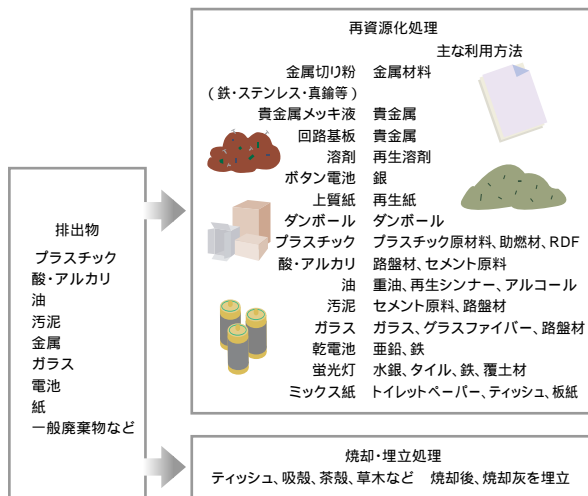 再資源化処理
主な利用方法
金属切り粉 金属材料
(鉄・ステンレス・真鍮等)
貴金属メッキ液 貴金属
回路基板 貴金属
溶剤 再生溶剤
ボタン電池 銀
上質紙 再生紙
ダンボール ダンボール
プラスチック プラスチック原材料、助燃材、RDF
酸・アルカリ 路盤材、セメント原料
油 重油、再生シンナー、アルコール
汚泥 セメント原料、路盤材
ガラス ガラス、グラスファイバー、路盤材
乾電池 亜鉛、鉄
蛍光灯 水銀、タイル、鉄、覆土材
ミックス紙 トイレットペーパー、ティッシュ、板紙
排出物
プラスチック
酸・アルカリ
油
汚泥
金属
ガラス
電池
紙
一般廃棄物など
焼却・埋立処理
ティッシュ、吸殻、茶殻、草木など 焼却後、焼却灰を埋立